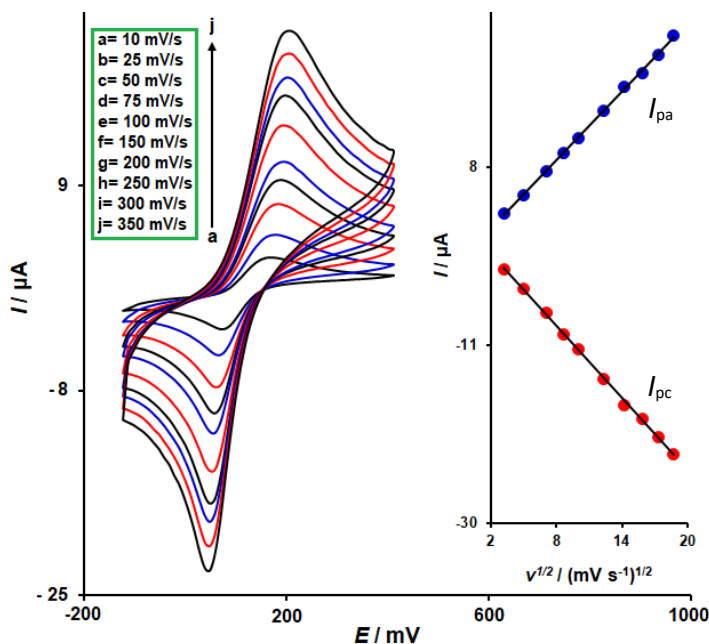 a= 10 mV/s
b= 25 mV/s
c= 50 mV/s
d= 75 mV/s
e= 100 mV/s
f= 150 mV/s
g= 200 mV/s
h= 250 mV/s
i= 300 mV/s
j= 350 mV/s
j
a
9
-8
-25
I / µA
-200
200
600
1000
E / mV
8
-11
-30
I / µA
Ipa
Ipc
2
8
14
20
v1/2 / (mV s-1)1/2